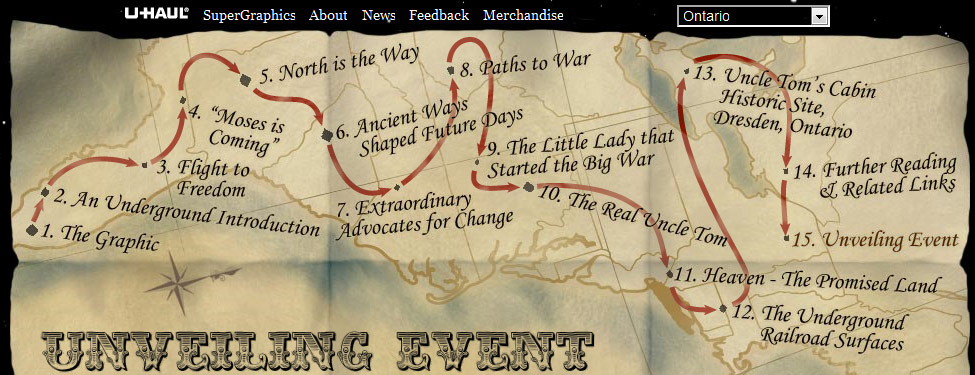 U-HAUL SuperGraphics About News Feedback Merchandise Ontario
1. The Graphic
2. An Underground Introduction
3. Flight to
Freedom
4. "Moses is
Coming"
5. North is the Way
6. Ancient Ways
Shaped Future Days
7. Extraordinary
Advocates for Change
8. Paths to War
9. The Little Lady that
Started the Big War
10. The Real Uncle Tom
11. Heaven - The Promised Land
12. The Underground
Railroad Surfaces
13. Uncle Tom's Cabin
Historic Site,
Dresden, Ontario
14. Further Reading
& Related Links
15. Unveiling Event
UNVEILING EVENT